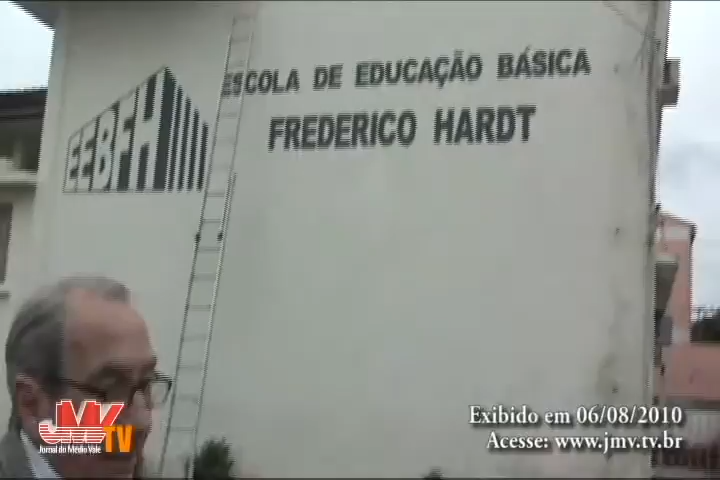 ESCOLA DE EDUCAÇÃO BÁSICA
FREDERICO HARDT
EEBFH
JMV TV
Jornal do Médio Vale
Exibido em 06/08/2010
Acesse: www.jmv.tv.br